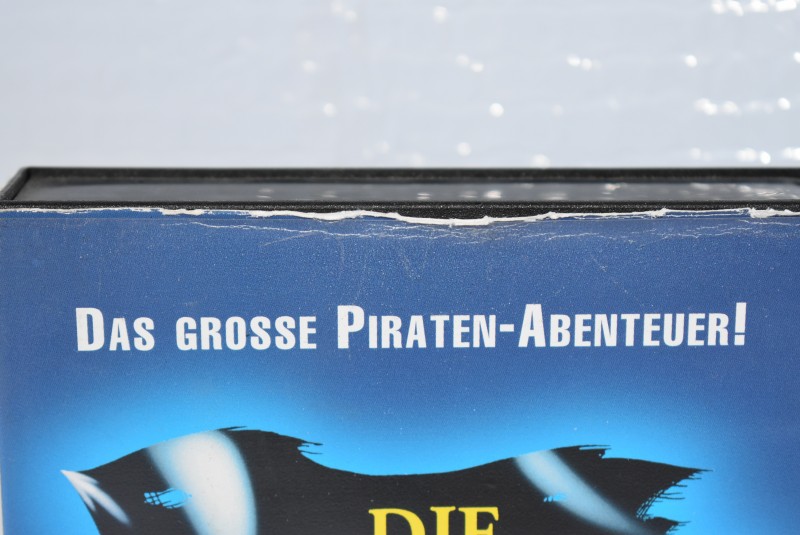 DAS GROSSE PIRATEN-ABENTEUER!
DIE